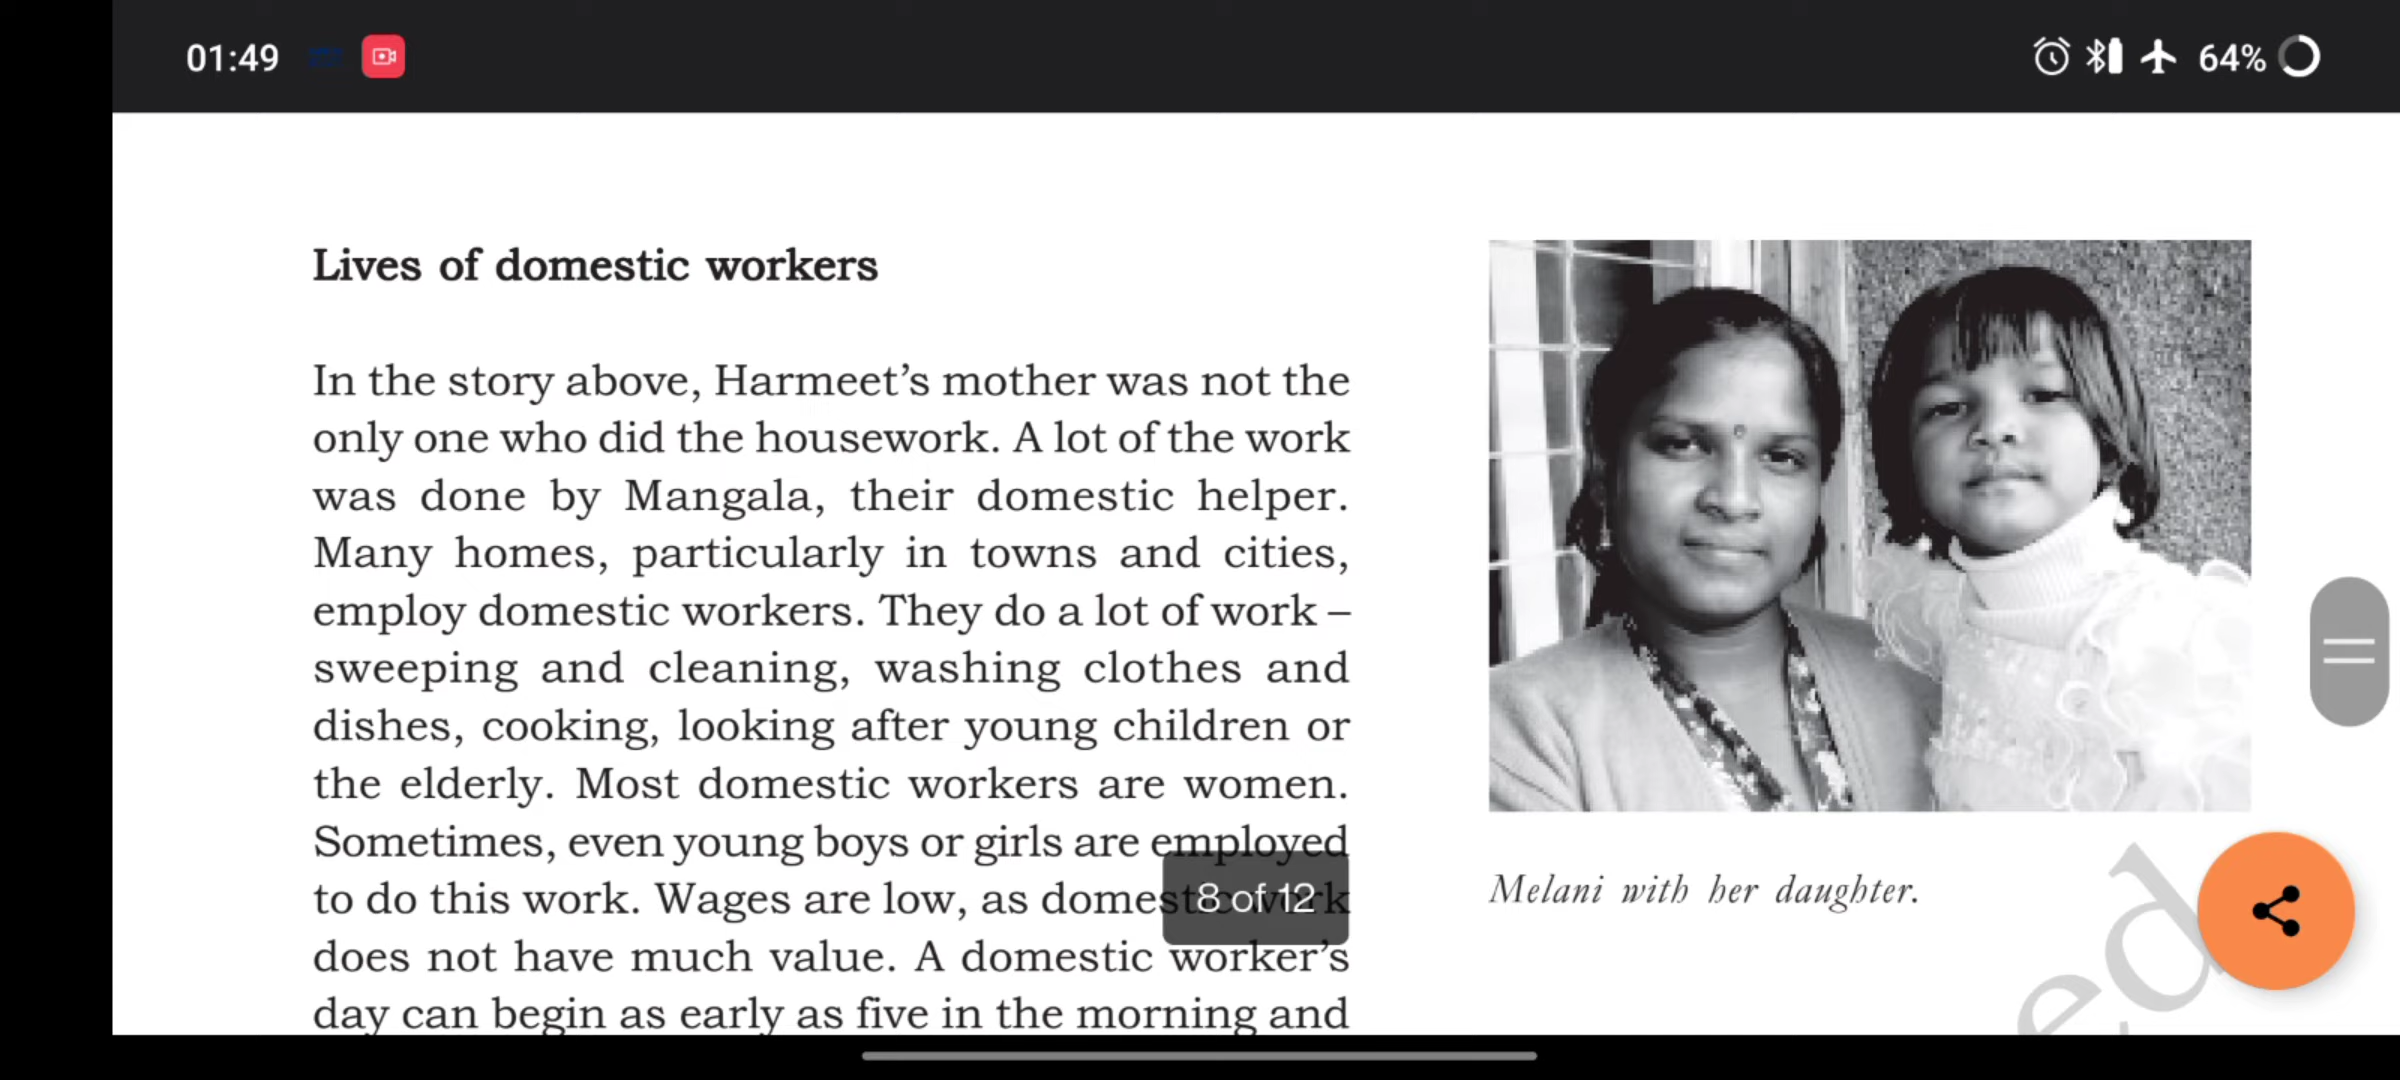 01:49
64%
Lives of domestic workers
In the story above, Harmeet’s mother was not the
only one who did the housework. A lot of the work
was done by Mangala, their domestic helper.
Many homes, particularly in towns and cities,
employ domestic workers. They do a lot of work –
sweeping and cleaning, washing clothes and
dishes, cooking, looking after young children or
the elderly. Most domestic workers are women.
Sometimes, even young boys or girls are employed
to do this work. Wages are low, as domestic work
does not have much value. A domestic worker’s
day can begin as early as five in the morning and
8 of 12
Melani with her daughter.
ed